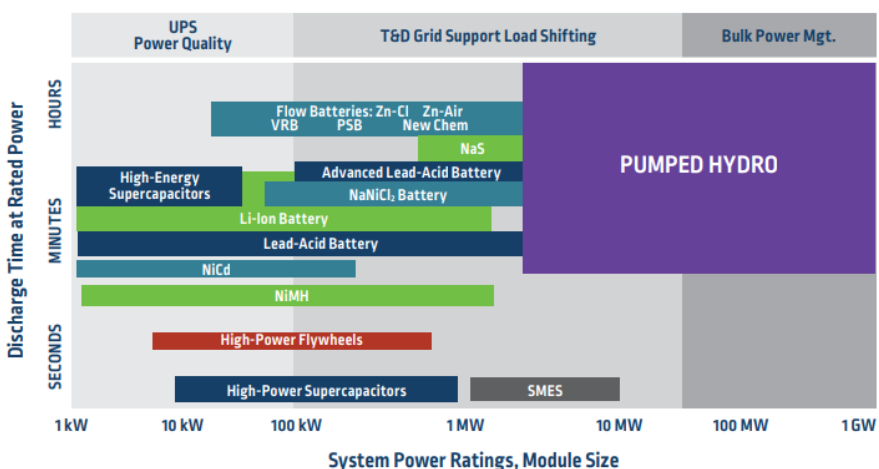 UPS
Power Quality
T&D Grid Support Load Shifting
Bulk Power Mgt.
Discharge Time at Rated Power
HOURS
MINUTES
SECONDS
Flow Batteries: Zn-Cl Zn-Air
VRB PSB New Chem
NaS
PUMPED HYDRO
High-Energy
Supercapacitors
Advanced Lead-Acid Battery
NaNiCl₂ Battery
Li-Ion Battery
Lead-Acid Battery
NiCd
NiMH
High-Power Flywheels
High-Power Supercapacitors
SMES
1 kW 10 kW 100 kW 1 MW 10 MW 100 MW 1 GW
System Power Ratings, Module Size